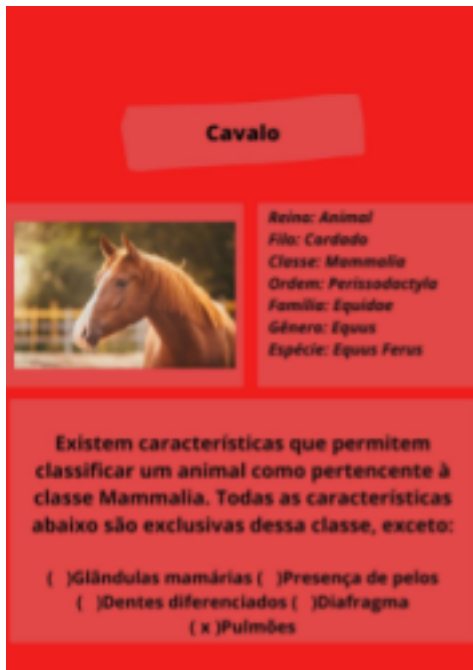 Cavalo
Reino: Animal
Filo: Cordado
Classe: Mammalia
Ordem: Perissodactyla
Família: Equidae
Gênero: Equus
Espécie: Equus Ferus
Existem características que permitem
classificar um animal como pertencente à
classe Mammalia. Todas as características
abaixo são exclusivas dessa classe, exceto:
( )Glândulas mamárias ( )Presença de pelos
( )Dentes diferenciados ( )Diafragma
( x )Pulmões